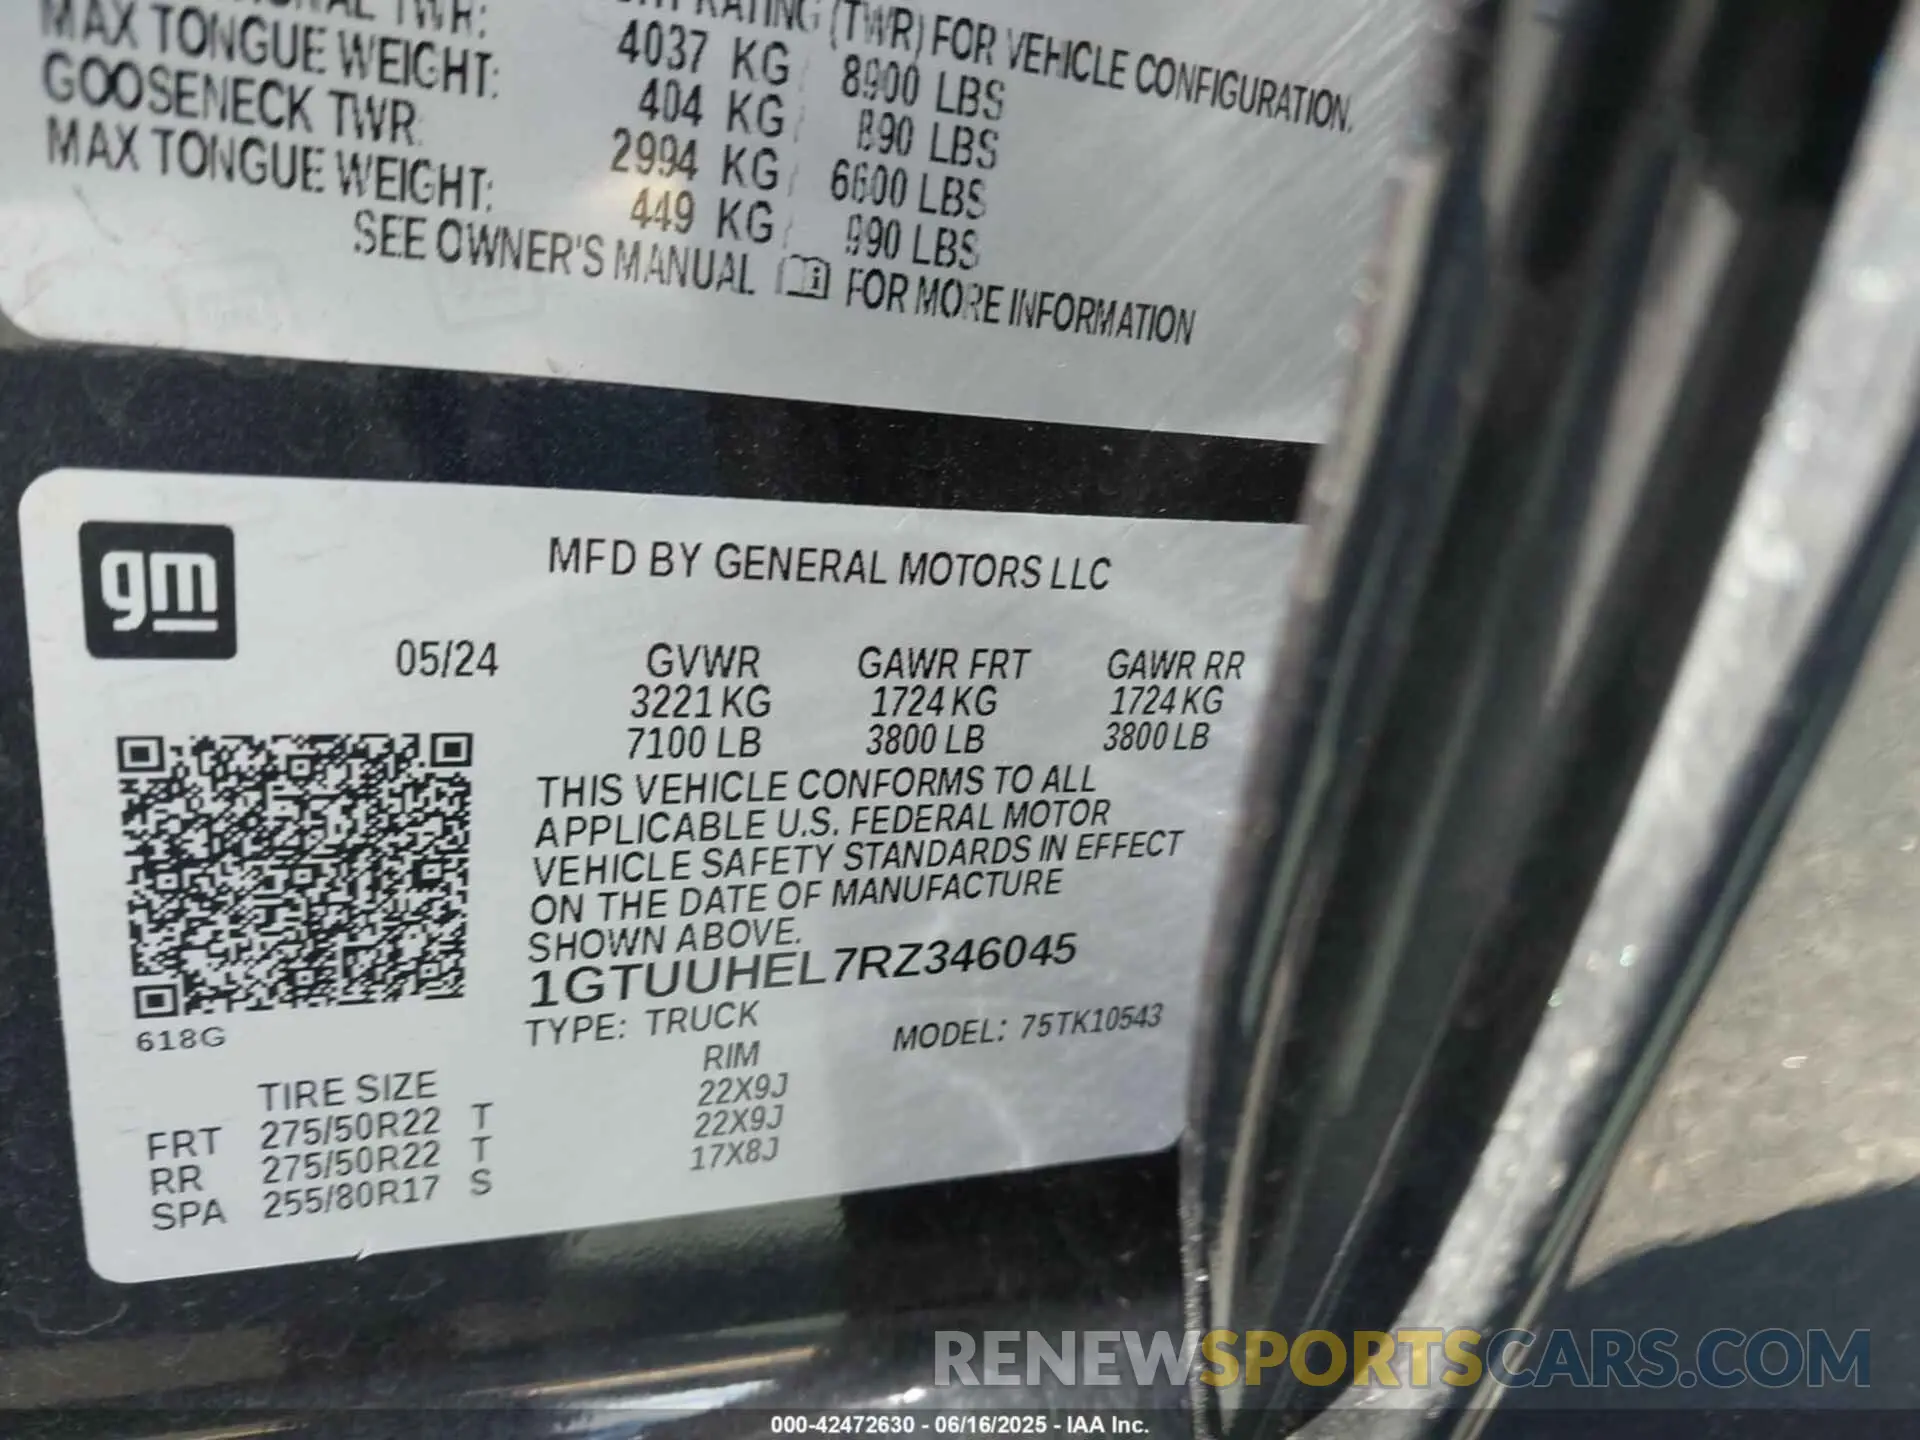 TWR:
RATING (TWR) FOR VEHICLE CONFIGURATION.
MAX TONGUE WEIGHT: 4037 KG / 8900 LBS
GOOSENECK TWR: 404 KG / 890 LBS
MAX TONGUE WEIGHT: 2994 KG / 6600 LBS
449 KG / 990 LBS
SEE OWNER'S MANUAL FOR MORE INFORMATION
gm
MFD BY GENERAL MOTORS LLC
05/24 GVWR GAWR FRT GAWR RR
3221 KG 1724 KG 1724 KG
7100 LB 3800 LB 3800 LB
THIS VEHICLE CONFORMS TO ALL
APPLICABLE U.S. FEDERAL MOTOR
VEHICLE SAFETY STANDARDS IN EFFECT
ON THE DATE OF MANUFACTURE
SHOWN ABOVE.
1GTUUHEL7RZ346045
618G
TYPE: TRUCK MODEL: 75TK10543
TIRE SIZE RIM
FRT 275/50R22 T 22X9J
RR 275/50R22 T 22X9J
SPA 255/80R17 S 17X8J
RENEWSPORTSCARS.COM
000-42472630 - 06/16/2025 - IAA Inc.